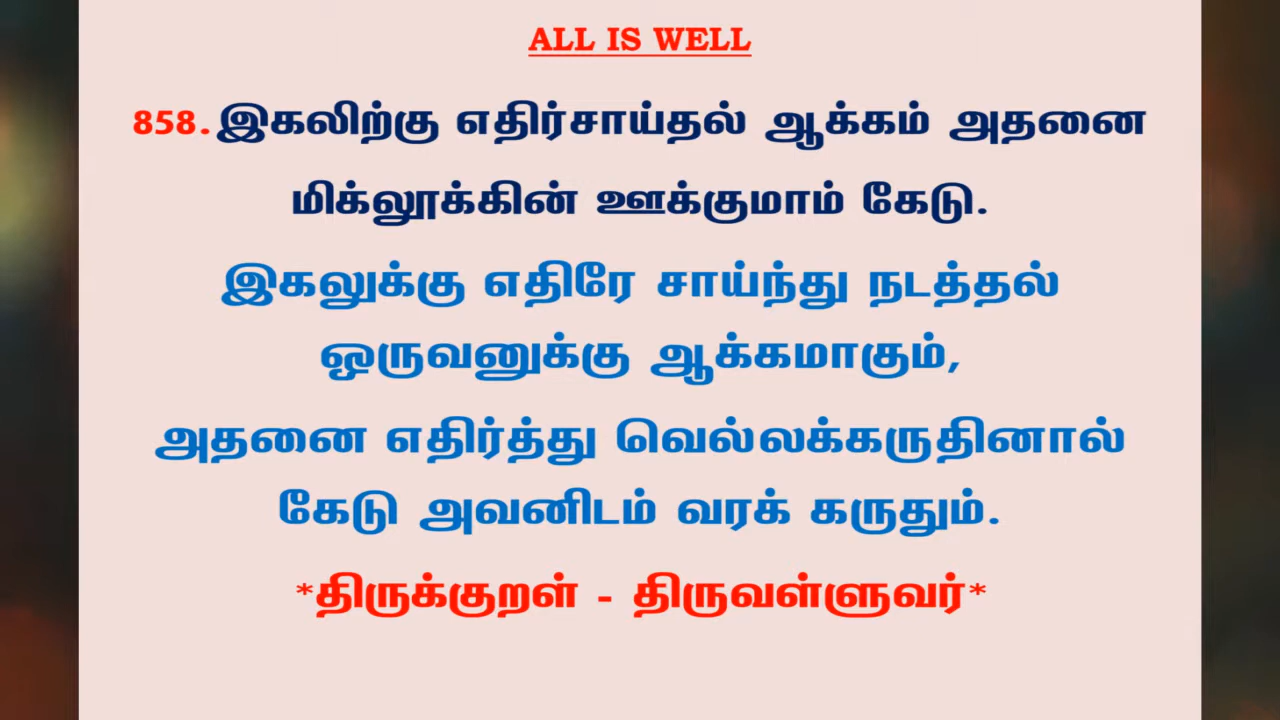 ALL IS WELL
858. இகலிற்கு எதிர்சாய்தல் ஆக்கம் அதனை
மிக்லூக்கின் ஊக்குமாம் கேடு.
இகலுக்கு எதிரே சாய்ந்து நடத்தல்
ஒருவனுக்கு ஆக்கமாகும்,
அதனை எதிர்த்து வெல்லக்கருதினால்
கேடு அவனிடம் வரக் கருதும்.
*திருக்குறள் - திருவள்ளுவர்*